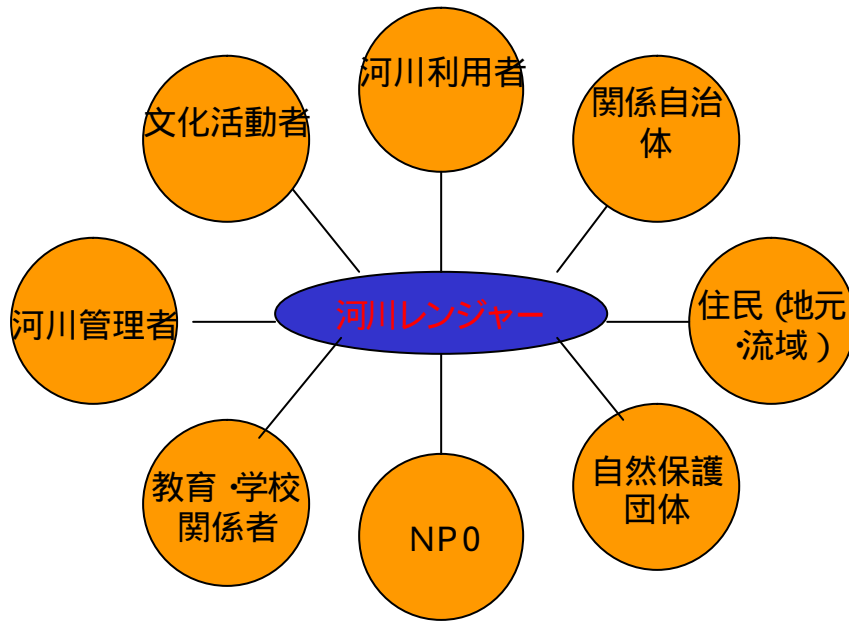 河川利用者
文化活動者
関係自治
体
河川管理者
河川レンジャー
住民(地元
・流域)
教育・学校
関係者
NP0
自然保護
団体